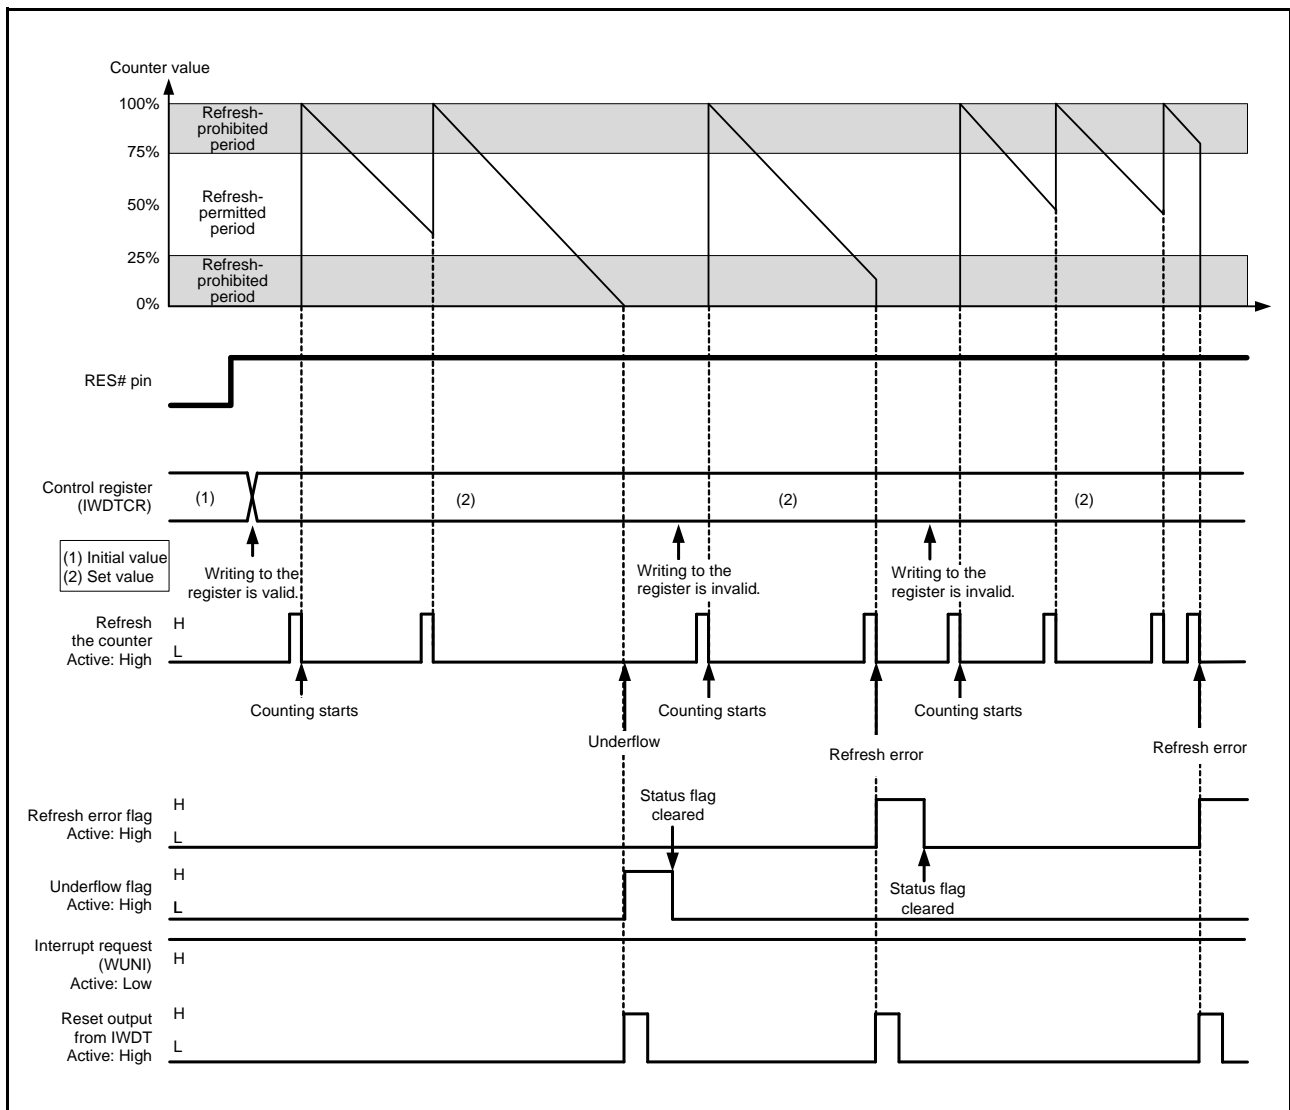 Counter value
100%
Refresh-
prohibited
period
75%
50%
Refresh-
permitted
period
25%
Refresh-
prohibited
period
0%
RES# pin
Control register
(IWDTCR)
(1)
(2)
(2)
(2)
(1) Initial value
(2) Set value
Writing to the
register is valid.
Writing to the
register is invalid.
Writing to the
register is invalid.
Refresh
the counter
Active: High
H
L
Counting starts
Counting starts
Counting starts
Underflow
Refresh error
Refresh error
Refresh error flag
Active: High
H
L
Status flag
cleared
Underflow flag
Active: High
H
L
Status flag
cleared
Interrupt request
(WUNI)
Active: Low
H
Reset output
from IWDT
Active: High
H
L